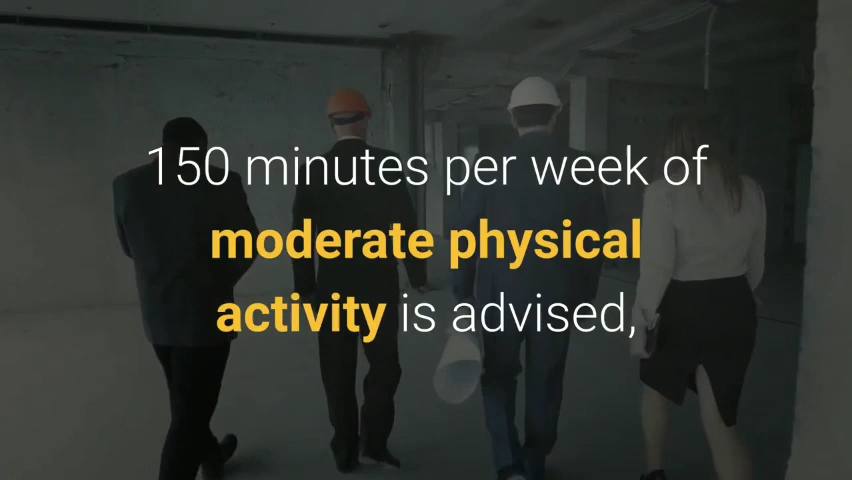 150 minutes per week of
moderate physical
activity is advised,